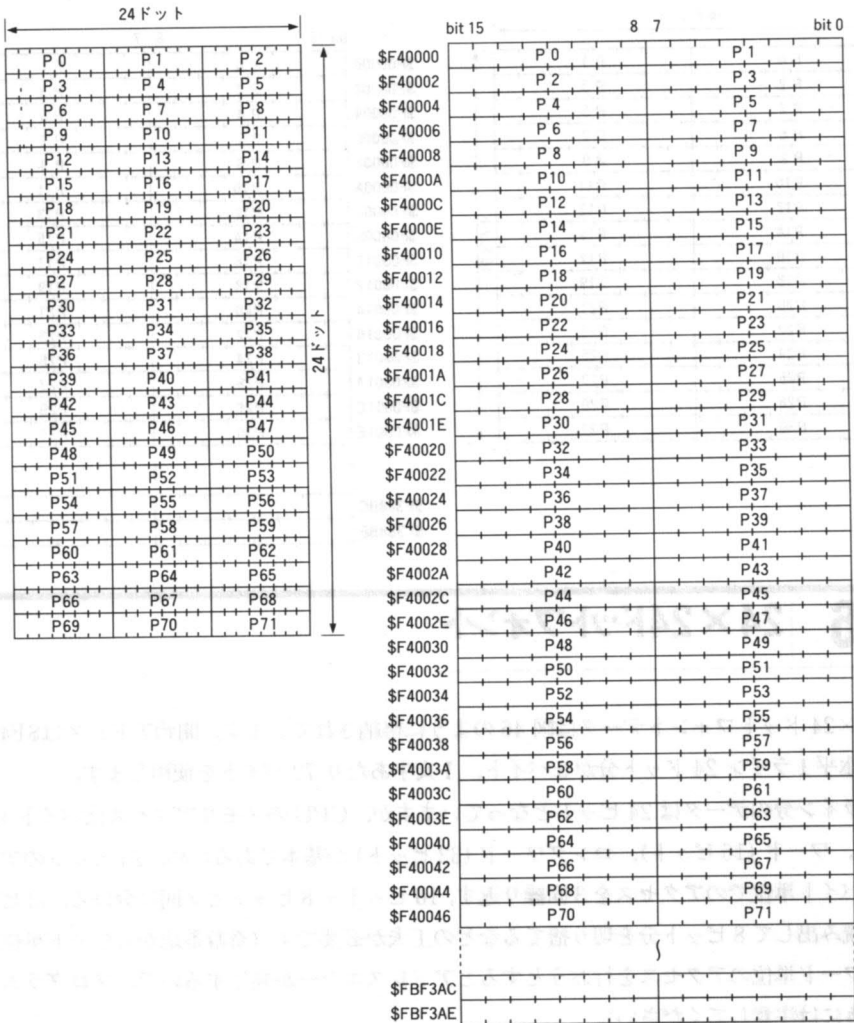 24ドット
P 0 P 1 P 2
P 3 P 4 P 5
P 6 P 7 P 8
P 9 P10 P11
P12 P13 P14
P15 P16 P17
P18 P19 P20
P21 P22 P23
P24 P25 P26
P27 P28 P29
P30 P31 P32
P33 P34 P35
P36 P37 P38
P39 P40 P41
P42 P43 P44
P45 P46 P47
P48 P49 P50
P51 P52 P53
P54 P55 P56
P57 P58 P59
P60 P61 P62
P63 P64 P65
P66 P67 P68
P69 P70 P71
24ドット
bit 15 8 7 bit 0
$F40000 P 0 P 1
$F40002 P 2 P 3
$F40004 P 4 P 5
$F40006 P 6 P 7
$F40008 P 8 P 9
$F4000A P10 P11
$F4000C P12 P13
$F4000E P14 P15
$F40010 P16 P17
$F40012 P18 P19
$F40014 P20 P21
$F40016 P22 P23
$F40018 P24 P25
$F4001A P26 P27
$F4001C P28 P29
$F4001E P30 P31
$F40020 P32 P33
$F40022 P34 P35
$F40024 P36 P37
$F40026 P38 P39
$F40028 P40 P41
$F4002A P42 P43
$F4002C P44 P45
$F4002E P46 P47
$F40030 P48 P49
$F40032 P50 P51
$F40034 P52 P53
$F40036 P54 P55
$F40038 P56 P57
$F4003A P58 P59
$F4003C P60 P61
$F4003E P62 P63
$F40040 P64 P65
$F40042 P66 P67
$F40044 P68 P69
$F40046 P70 P71
$FBF3AC
$FBF3AE